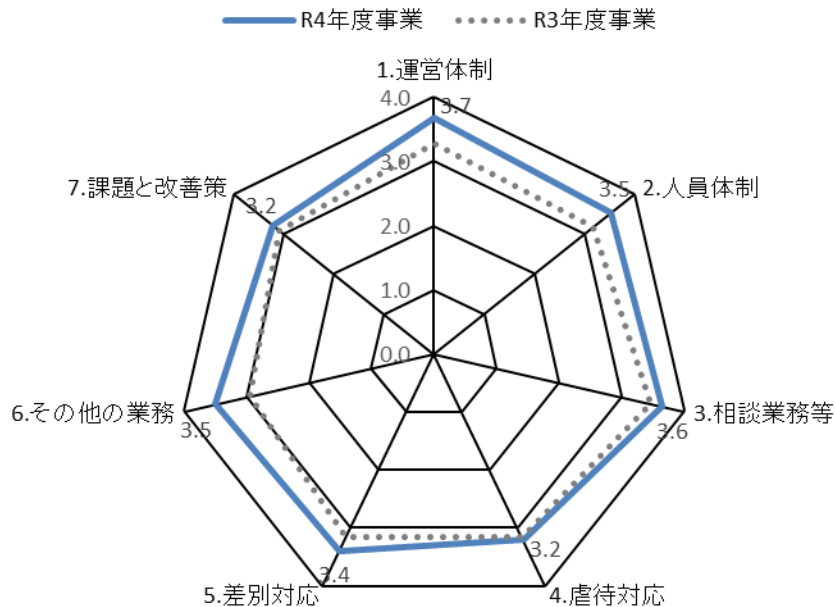 R4年度事業 R3年度事業
1.運営体制
4.0
3.7
3.0
2.0
1.0
0.0
3.5
2.人員体制
3.6
3.相談業務等
3.2
4.虐待対応
3.4
5.差別対応
3.5
6.その他の業務
3.2
7.課題と改善策